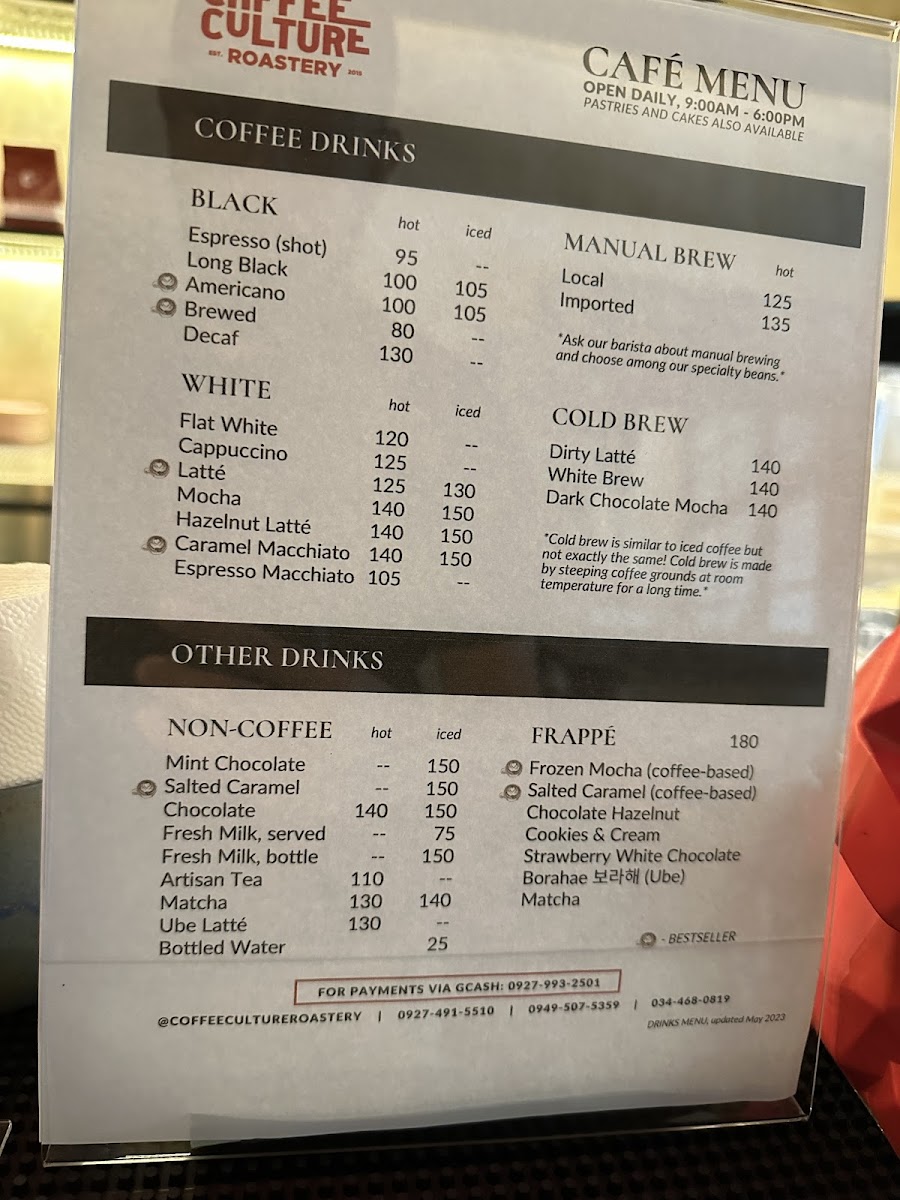 COFFEE
CULTURE
EST. ROASTERY 2015
CAFÉ MENU
OPEN DAILY, 9:00AM - 6:00PM
PASTRIES AND CAKES ALSO AVAILABLE
COFFEE DRINKS
BLACK hot iced
Espresso (shot) 95 --
Long Black 100 105
Americano 100 105
Brewed 80 --
Decaf 130 --
WHITE hot iced
Flat White 120 --
Cappuccino 125 --
Latté 125 130
Mocha 140 150
Hazelnut Latté 140 150
Caramel Macchiato 140 150
Espresso Macchiato 105 --
MANUAL BREW hot
Local 125
Imported 135
*Ask our barista about manual brewing
and choose among our specialty beans.*
COLD BREW
Dirty Latté 140
White Brew 140
Dark Chocolate Mocha 140
*Cold brew is similar to iced coffee but
not exactly the same! Cold brew is made
by steeping coffee grounds at room
temperature for a long time.*
OTHER DRINKS
NON-COFFEE hot iced
Mint Chocolate -- 150
Salted Caramel -- 150
Chocolate 140 150
Fresh Milk, served -- 75
Fresh Milk, bottle -- 150
Artisan Tea 110 --
Matcha 130 140
Ube Latté 130 --
Bottled Water 25
FRAPPÉ 180
Frozen Mocha (coffee-based)
Salted Caramel (coffee-based)
Chocolate Hazelnut
Cookies & Cream
Strawberry White Chocolate
Borahae 보라해 (Ube)
Matcha
- BESTSELLER
FOR PAYMENTS VIA GCASH: 0927-993-2501
@COFFEECULTUREROASTERY | 0927-491-5510 | 0949-507-5359 | 034-468-0819
DRINKS MENU, updated May 2023